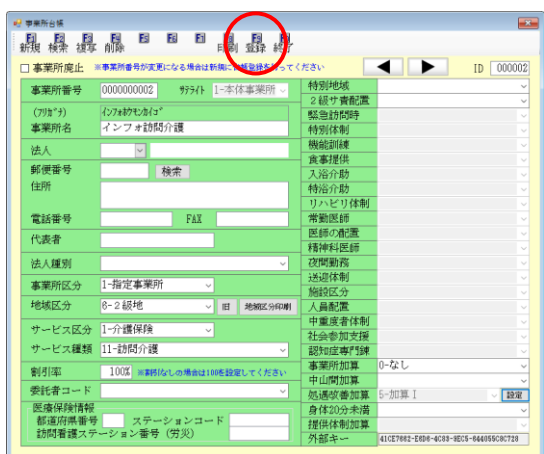 事業所台帳
F1 F2 F3 F4 F5 F6 F7 F8 F9
新規 検索 複写 削除 印刷 登録 終了
事業所廃止 ※事業所番号が変更になる場合は新規に ください ID 000002
事業所番号 0000000002 ｻﾃﾗｲﾄ 1-本体事業所
(ﾌﾘｶﾞﾅ) ｲﾝﾌｫﾎｳﾓﾝｶｲｺﾞ
事業所名 インフォ訪問介護
法人
郵便番号 検索
住所
電話番号 FAX
代表者
法人種別
事業所区分 1-指定事業所
地域区分 6-２級地 旧 地域区分印刷
サービス区分 1-介護保険
サービス種類 11-訪問介護
割引率 100% ※割引なしの場合は100を設定してください
委託者コード
医療保険情報
都道府県番号 ステーションコード
訪問看護ステーション番号（労災）
特別地域
２級サ責配置
緊急訪問時
特別体制
機能訓練
食事提供
入浴介助
特浴介助
リハビリ体制
常勤医師
医師の配置
精神科医師
夜間勤務
送迎体制
施設区分
人員配置
中重度者体制
社会参加支援
認知症専門棟
事業所加算 0-なし
中山間加算
処遇改善加算 5-加算Ⅰ 設定
身体20分未満
提供体制加算
外部キー 41CE7662-E6D6-4C83-9EC5-644055C8C728